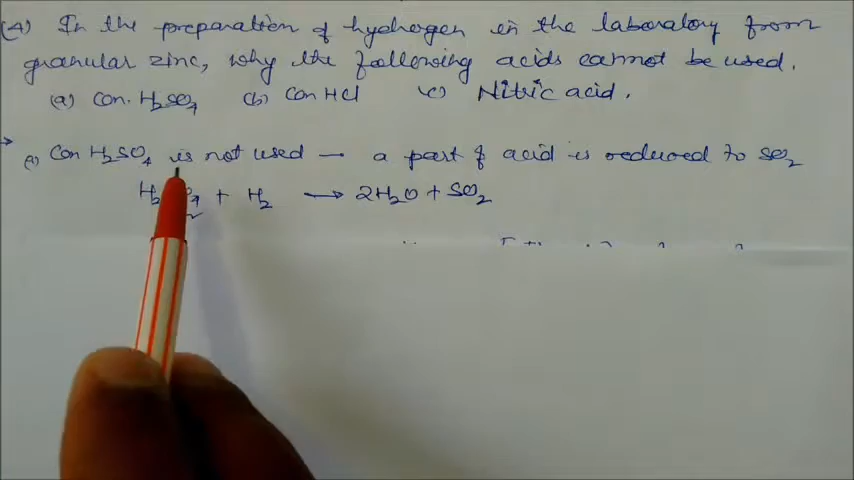 (4) In the preparation of hydrogen in the laboratory from
granular zinc, why the following acids cannot be used.
(a) Con. H₂SO₄ (b) Con HCl (c) Nitric acid.
→ (a) Con H₂SO₄ is not used — a part of acid is reduced to SO₂
+ H₂ → 2H₂O + SO₂